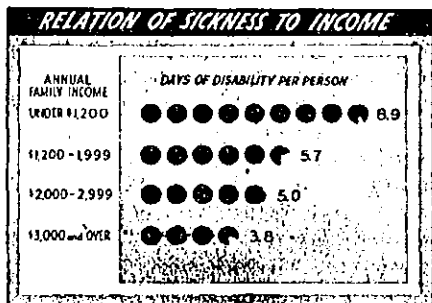 RELATION OF SICKNESS TO INCOME
ANNUAL
FAMILY INCOME
DAYS OF DISABILITY PER PERSON
UNDER $1,200 8.9
$1,200-1,999 5.7
$2,000-2,999 5.0
$3,000 and OVER 3.8